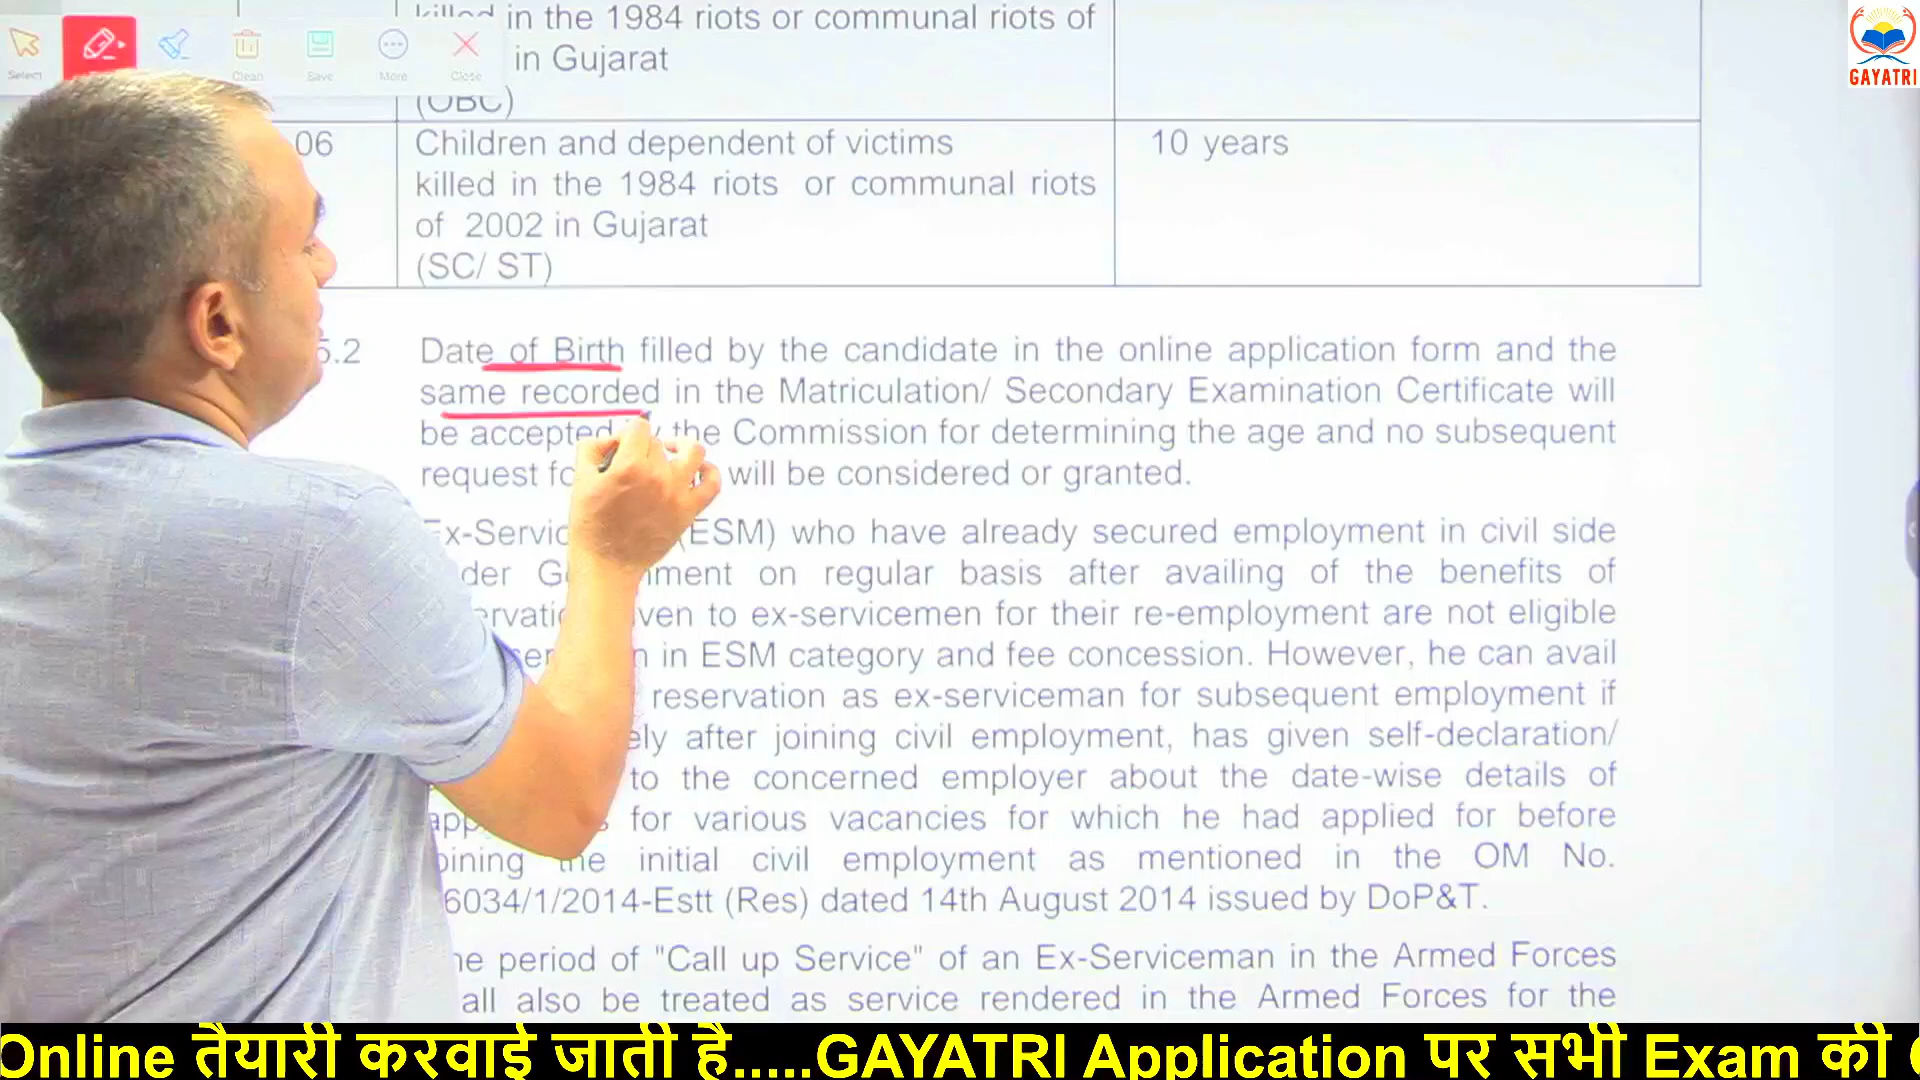 Select
Clean
Save
More
Close
GAYATRI
killed in the 1984 riots or communal riots of
in Gujarat
(OBC)
06
Children and dependent of victims
killed in the 1984 riots or communal riots
of 2002 in Gujarat
(SC/ ST)
10 years
5.2
Date of Birth filled by the candidate in the online application form and the
same recorded in the Matriculation/ Secondary Examination Certificate will
be accepted the Commission for determining the age and no subsequent
request will be considered or granted.
(ESM) who have already secured employment in civil side
on regular basis after availing of the benefits of
to ex-servicemen for their re-employment are not eligible
in ESM category and fee concession. However, he can avail
reservation as ex-serviceman for subsequent employment if
after joining civil employment, has given self-declaration/
to the concerned employer about the date-wise details of
for various vacancies for which he had applied for before
the initial civil employment as mentioned in the OM No.
6034/1/2014-Estt (Res) dated 14th August 2014 issued by DoP&T.
period of "Call up Service" of an Ex-Serviceman in the Armed Forces
also be treated as service rendered in the Armed Forces for the
Online तैयारी करवाई जाती है.....GAYATRI Application पर सभी Exam की